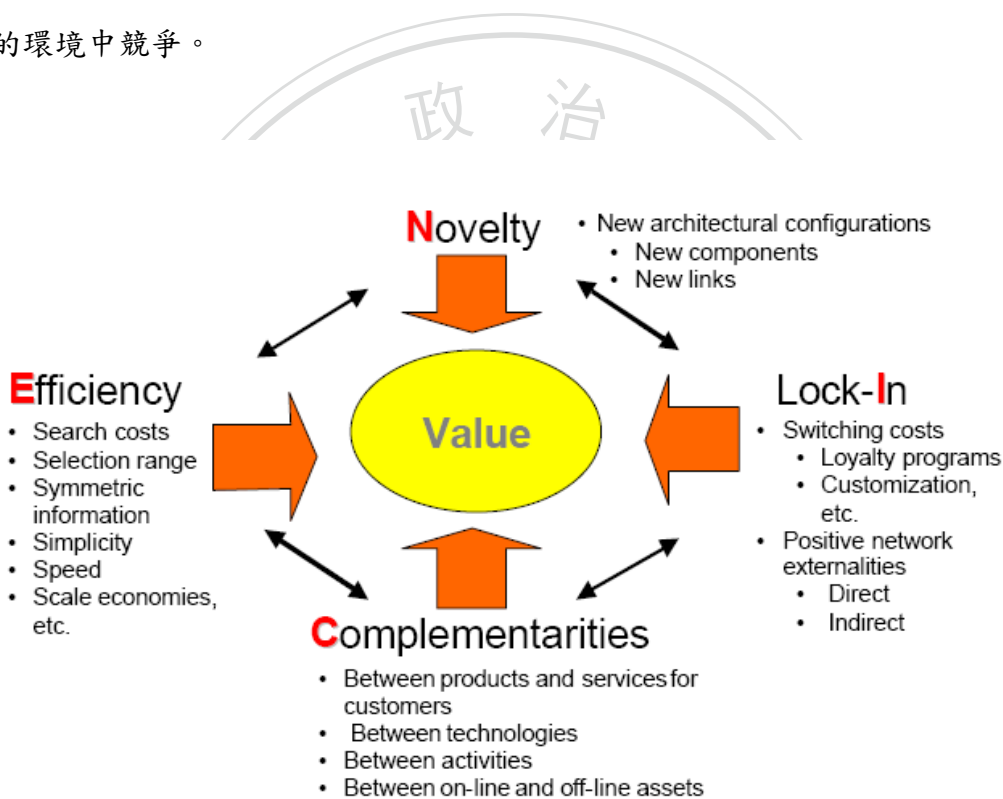 的環境中競爭。
政 治
Novelty
• New architectural configurations
• New components
• New links
Efficiency
• Search costs
• Selection range
• Symmetric
information
• Simplicity
• Speed
• Scale economies,
etc.
Value
Lock-In
• Switching costs
• Loyalty programs
• Customization,
etc.
• Positive network
externalities
• Direct
• Indirect
Complementarities
• Between products and services for
customers
• Between technologies
• Between activities
• Between on-line and off-line assets